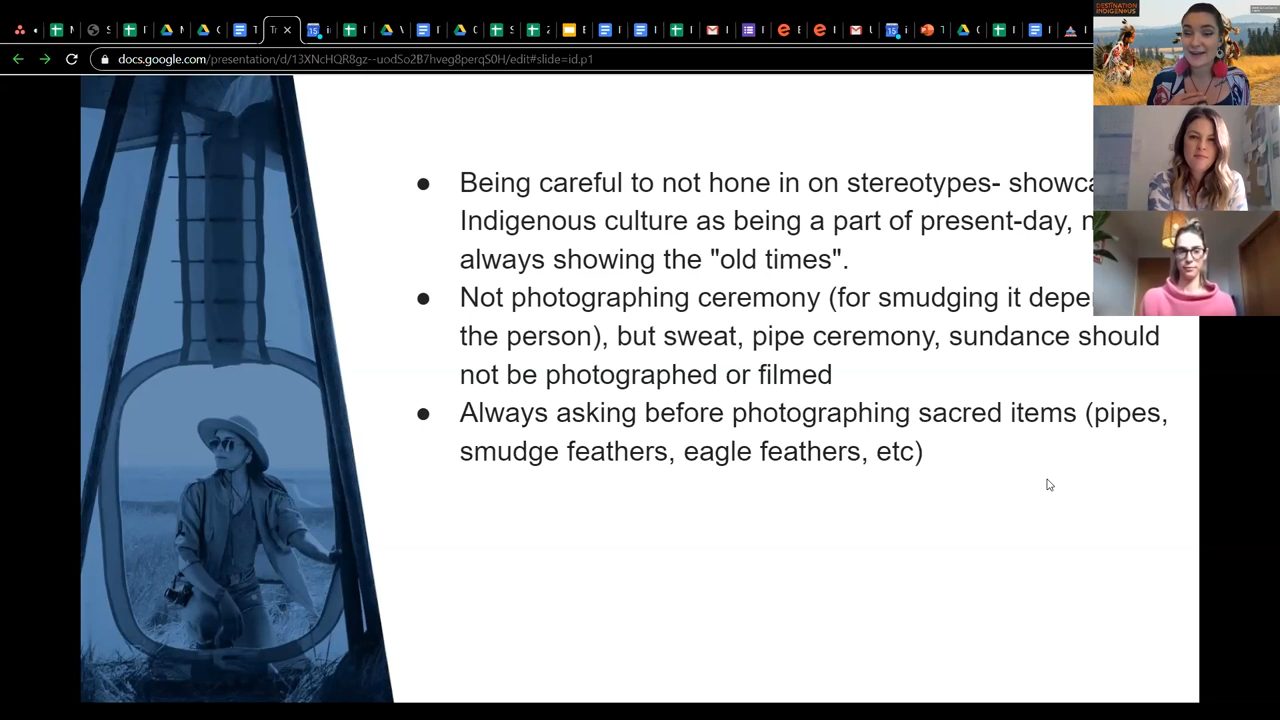 docs.google.com/presentation/d/13XNcHQR8gz--uodSo2B7hveg8perqS0H/edit#slide=id.p1
DESTINATION
INDIGENOUS
● Being careful to not hone in on stereotypes- showca
Indigenous culture as being a part of present-day, n
always showing the "old times".
● Not photographing ceremony (for smudging it depe
the person), but sweat, pipe ceremony, sundance should
not be photographed or filmed
● Always asking before photographing sacred items (pipes,
smudge feathers, eagle feathers, etc)